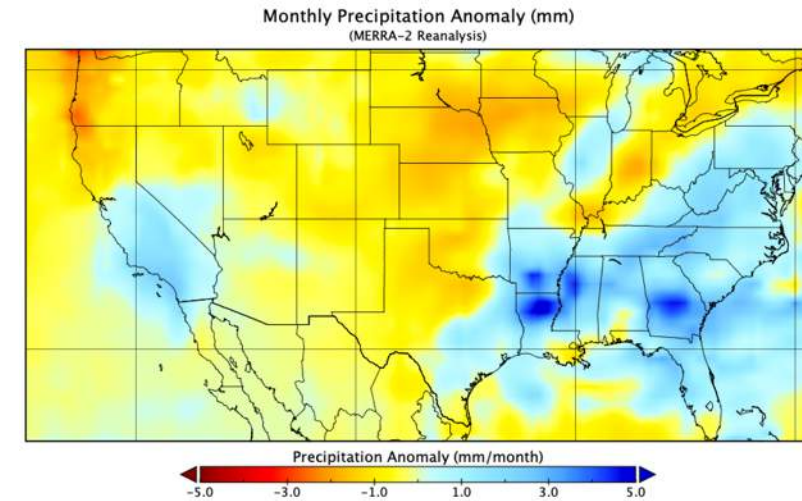 Monthly Precipitation Anomaly (mm)
(MERRA-2 Reanalysis)
Precipitation Anomaly (mm/month)
-5.0 -3.0 -1.0 1.0 3.0 5.0